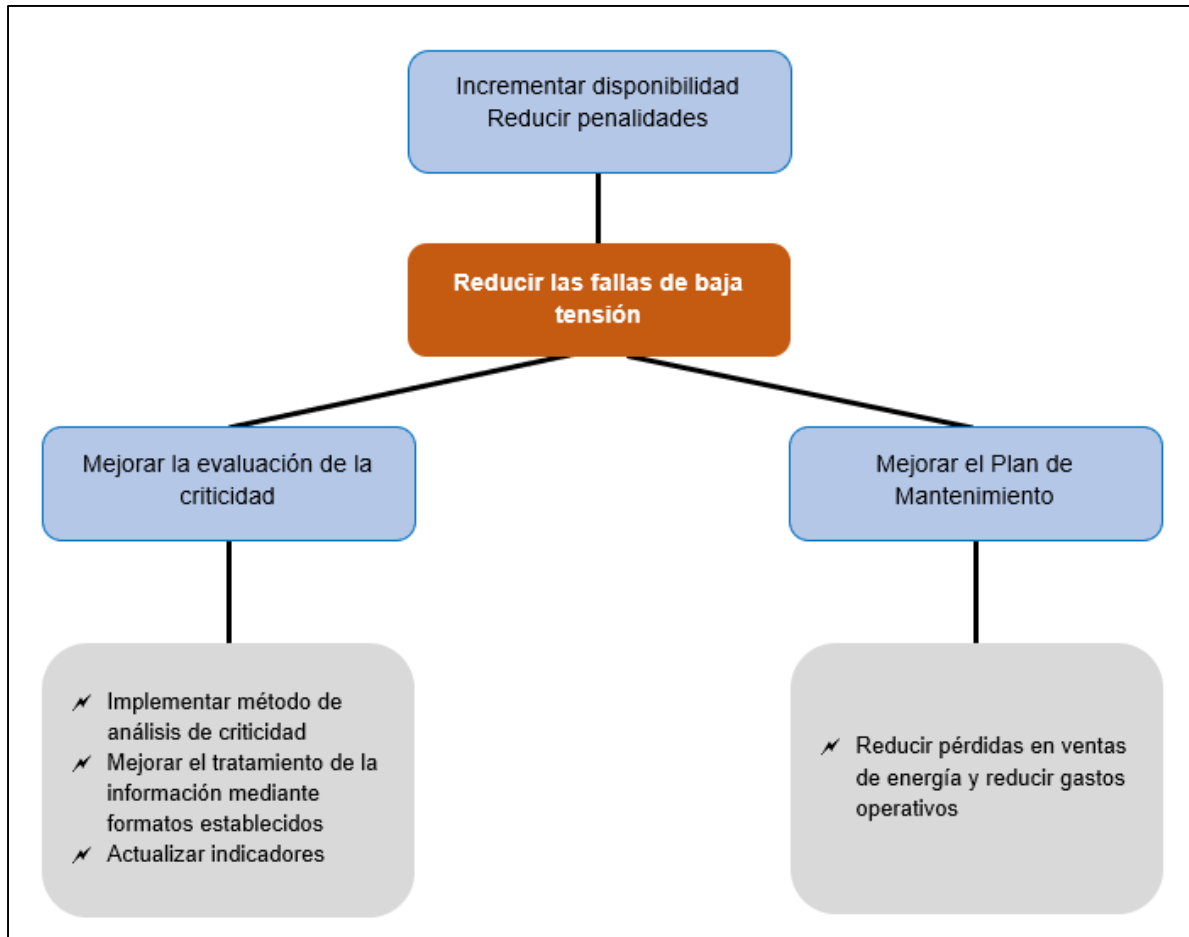 Incrementar disponibilidad
Reducir penalidades
Reducir las fallas de baja
tensión
Mejorar la evaluación de la
criticidad
Mejorar el Plan de
Mantenimiento
Implementar método de
análisis de criticidad
Mejorar el tratamiento de la
información mediante
formatos establecidos
Actualizar indicadores
Reducir pérdidas en ventas
de energía y reducir gastos
operativos